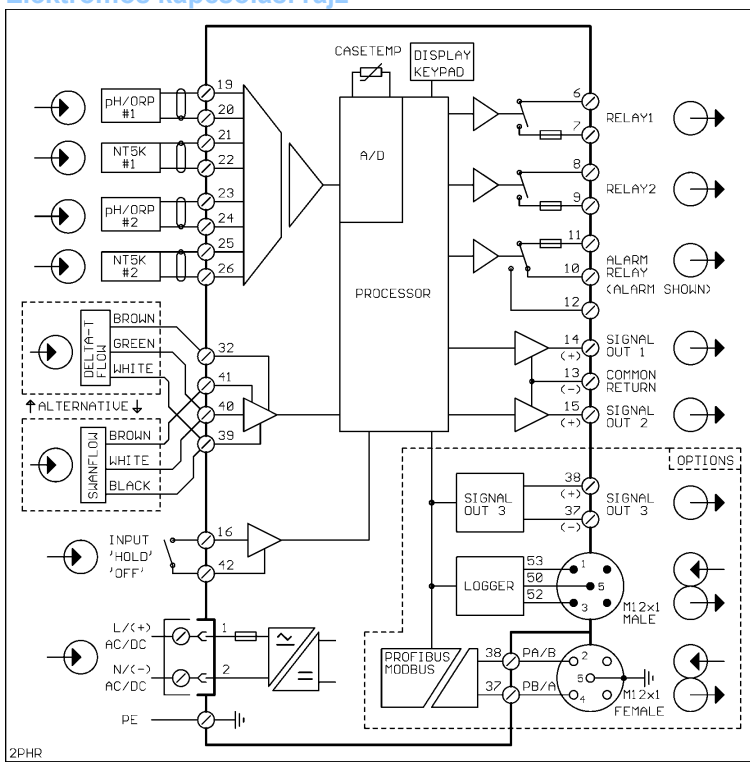 Elektromos kapcsolási rajz
CASETEMP
DISPLAY
KEYPAD
pH/ORP
#1
19
20
NT5K
#1
21
22
pH/ORP
#2
23
24
NT5K
#2
25
26
A/D
PROCESSOR
6
7
RELAY1
8
9
RELAY2
11
10
12
ALARM
RELAY
(ALARM SHOWN)
14
(+)
SIGNAL
OUT 1
13
(-)
COMMON
RETURN
15
(+)
SIGNAL
OUT 2
DELTA-T
FLOW
BROWN
GREEN
WHITE
32
41
40
39
↑ALTERNATIVE↓
SWANFLOW
BROWN
WHITE
BLACK
OPTIONS
SIGNAL
OUT 3
38
(+)
37
(-)
SIGNAL
OUT 3
INPUT
'HOLD'
'OFF'
16
42
LOGGER
53
50
52
1
5
3
M12x1
MALE
L/(+)
AC/DC
1
N/(-)
AC/DC
2
PE
PROFIBUS
MODBUS
38
PA/B
37
PB/A
2
5
4
M12x1
FEMALE
2PHR